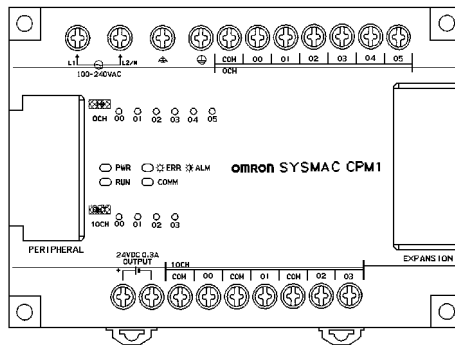 L1 L2/N COM 00 01 02 03 04 05
100-240VAC 0CH
0CH 00 01 02 03 04 05
PWR ERR ALM
RUN COMM
omron SYSMAC CPM1
10CH 00 01 02 03
PERIPHERAL
EXPANSION
24VDC 0.3A
OUTPUT
+ -
10CH
COM 00 COM 01 COM 02 03